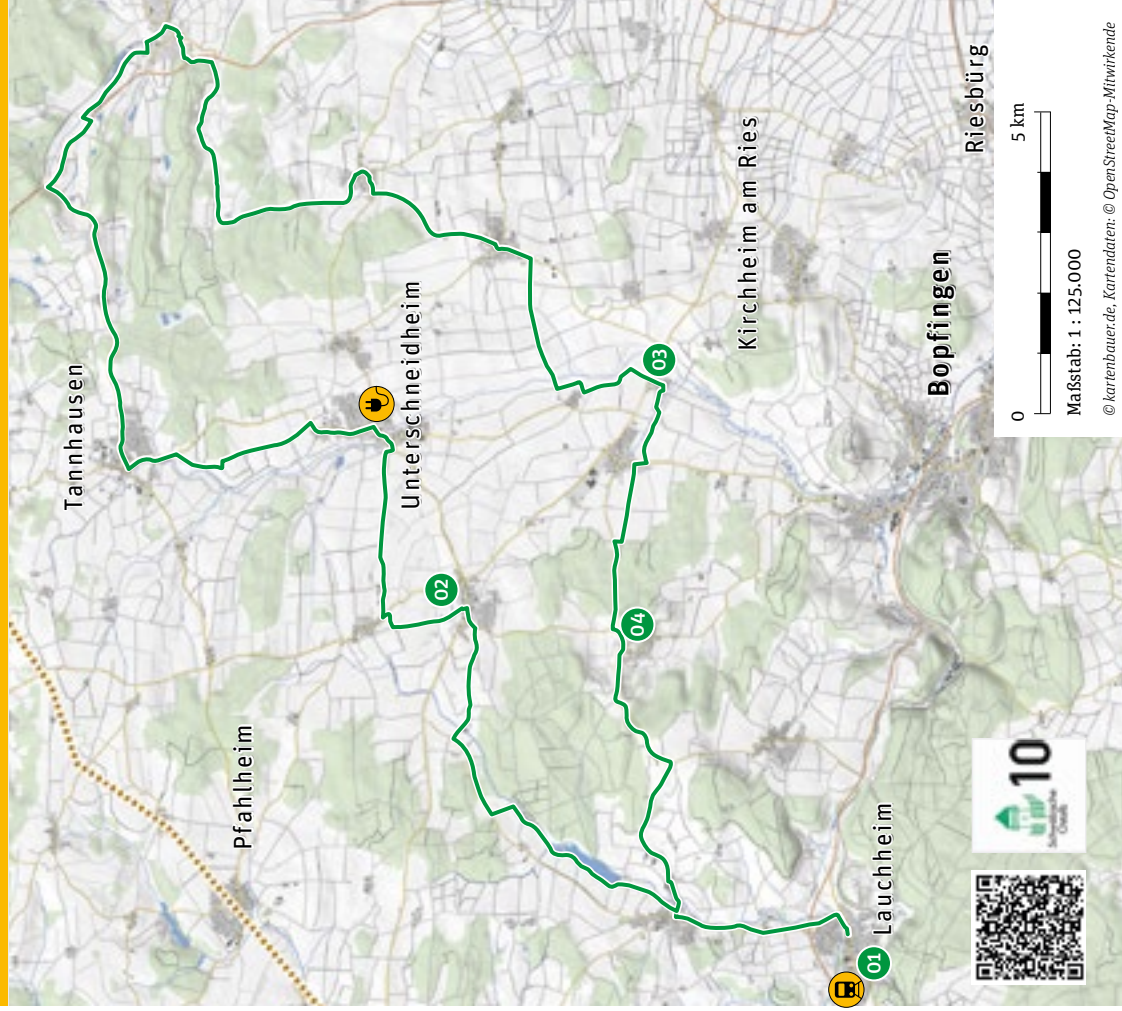 Tannhausen
Pfahlheim
Unterschneidheim
02
03
04
01
Lauchheim
Kirchheim am Ries
Bopfingen
Riesbürg
10
0
5 km
Maßstab: 1 : 125.000
© kartenbauer.de, Kartendaten: © OpenStreetMap-Mitwirkende